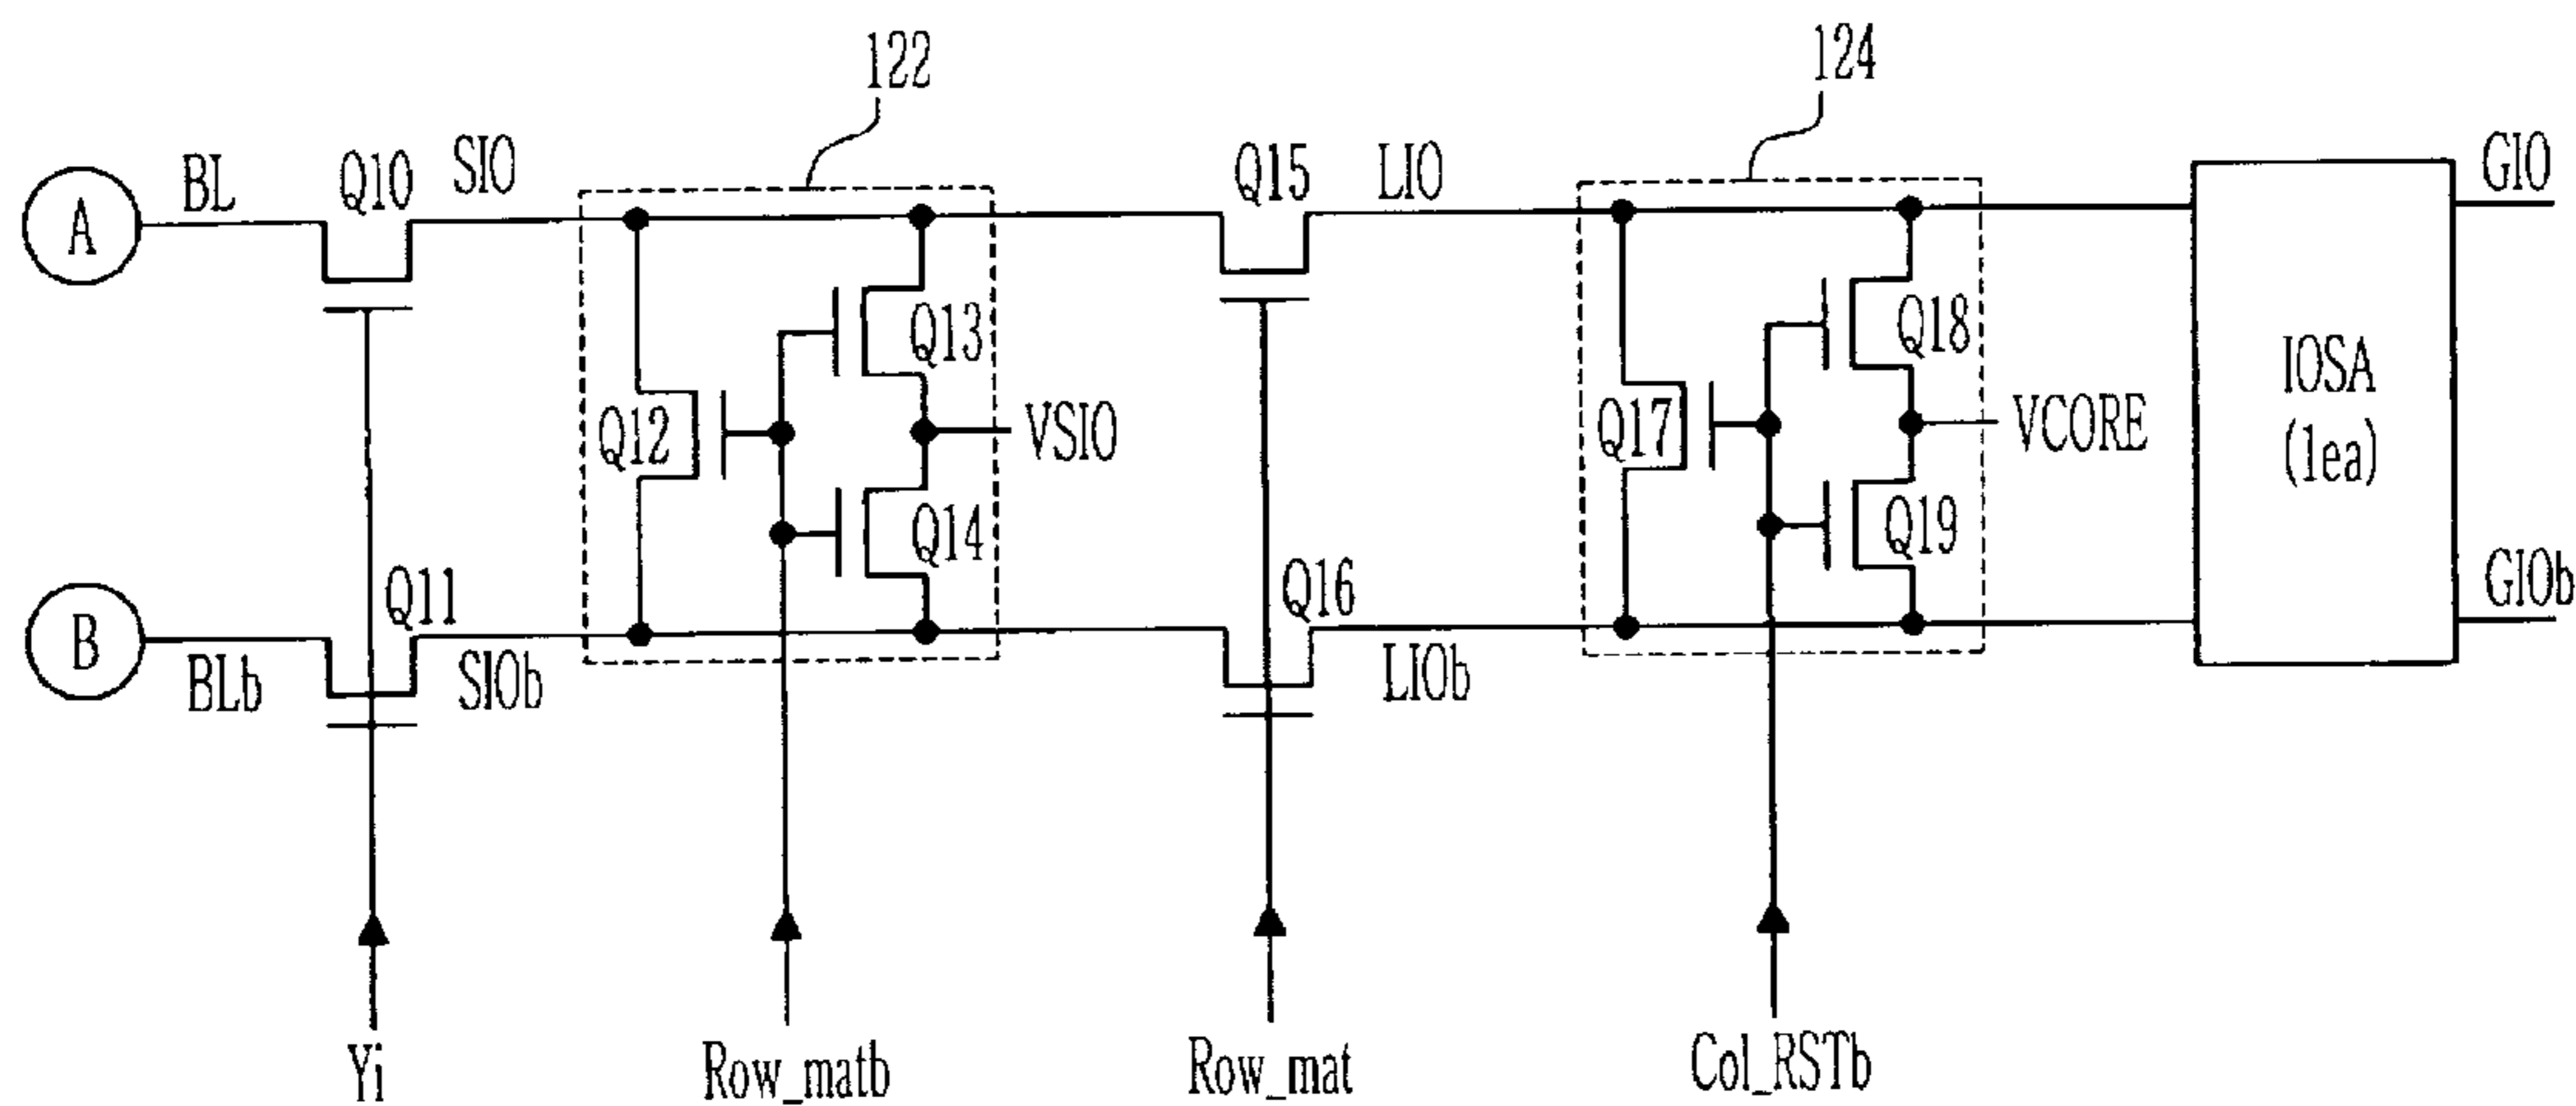 122
124
A
BL
Q10
SIO
Q15
LIO
GIO
Q13
Q18
Q12
VSIO
Q17
VCORE
IOSA
(1ea)
Q14
Q19
B
BLb
Q11
SIOb
Q16
LIOb
GIOb
Yi
Row_matb
Row_mat
Col_RSTb